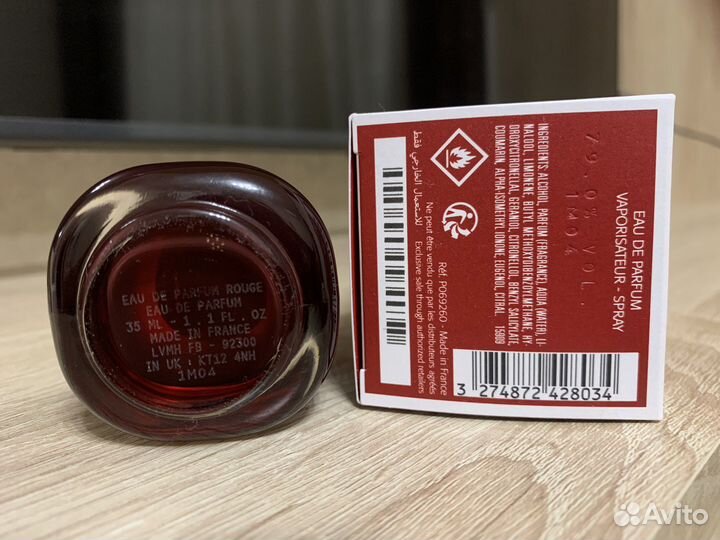 EAU DE PARFUM ROUGE
EAU DE PARFUM
35 ML - 1.1FL. OZ
MADE IN FRANCE
LVMH FB - 92300
IN UK : KT12 4NH
1M04
EAU DE PARFUM
VAPORISATEUR - SPRAY
79,0% VOL.
1M04
INGREDIENTS: ALCOHOL, PARFUM (FRAGRANCE), AQUA (WATER), LI-
NALOOL, LIMONENE, BUTYL METHOXYDIBENZOYLMETHANE, HY-
DROXYCITRONELLAL, GERANIOL, CITRONELLOL, BENZYL SALICYLATE,
COUMARIN, ALPHA-ISOMETHYL IONONE, EUGENOL, CITRAL. 15009
Réf. P069260 - Made in France
Exclusive sale through authorized retailers
Ne peut être vendu que par les distributeurs agréés
للاستعمال الخارجي فقط
3 274872 428034
Avito